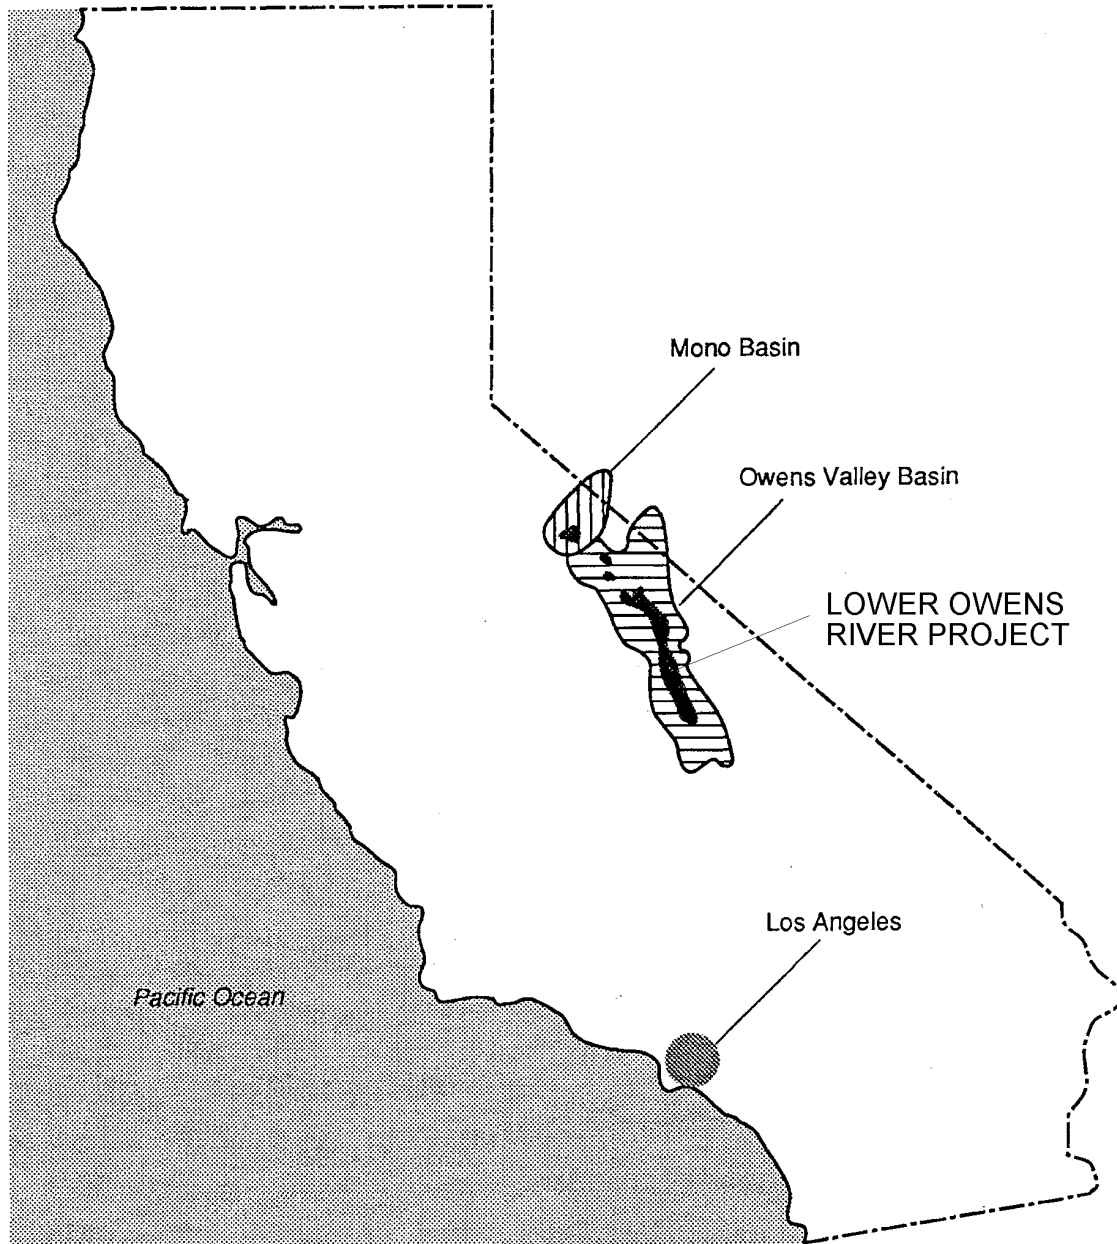 Mono Basin
Owens Valley Basin
LOWER OWENS
RIVER PROJECT
Los Angeles
Pacific Ocean